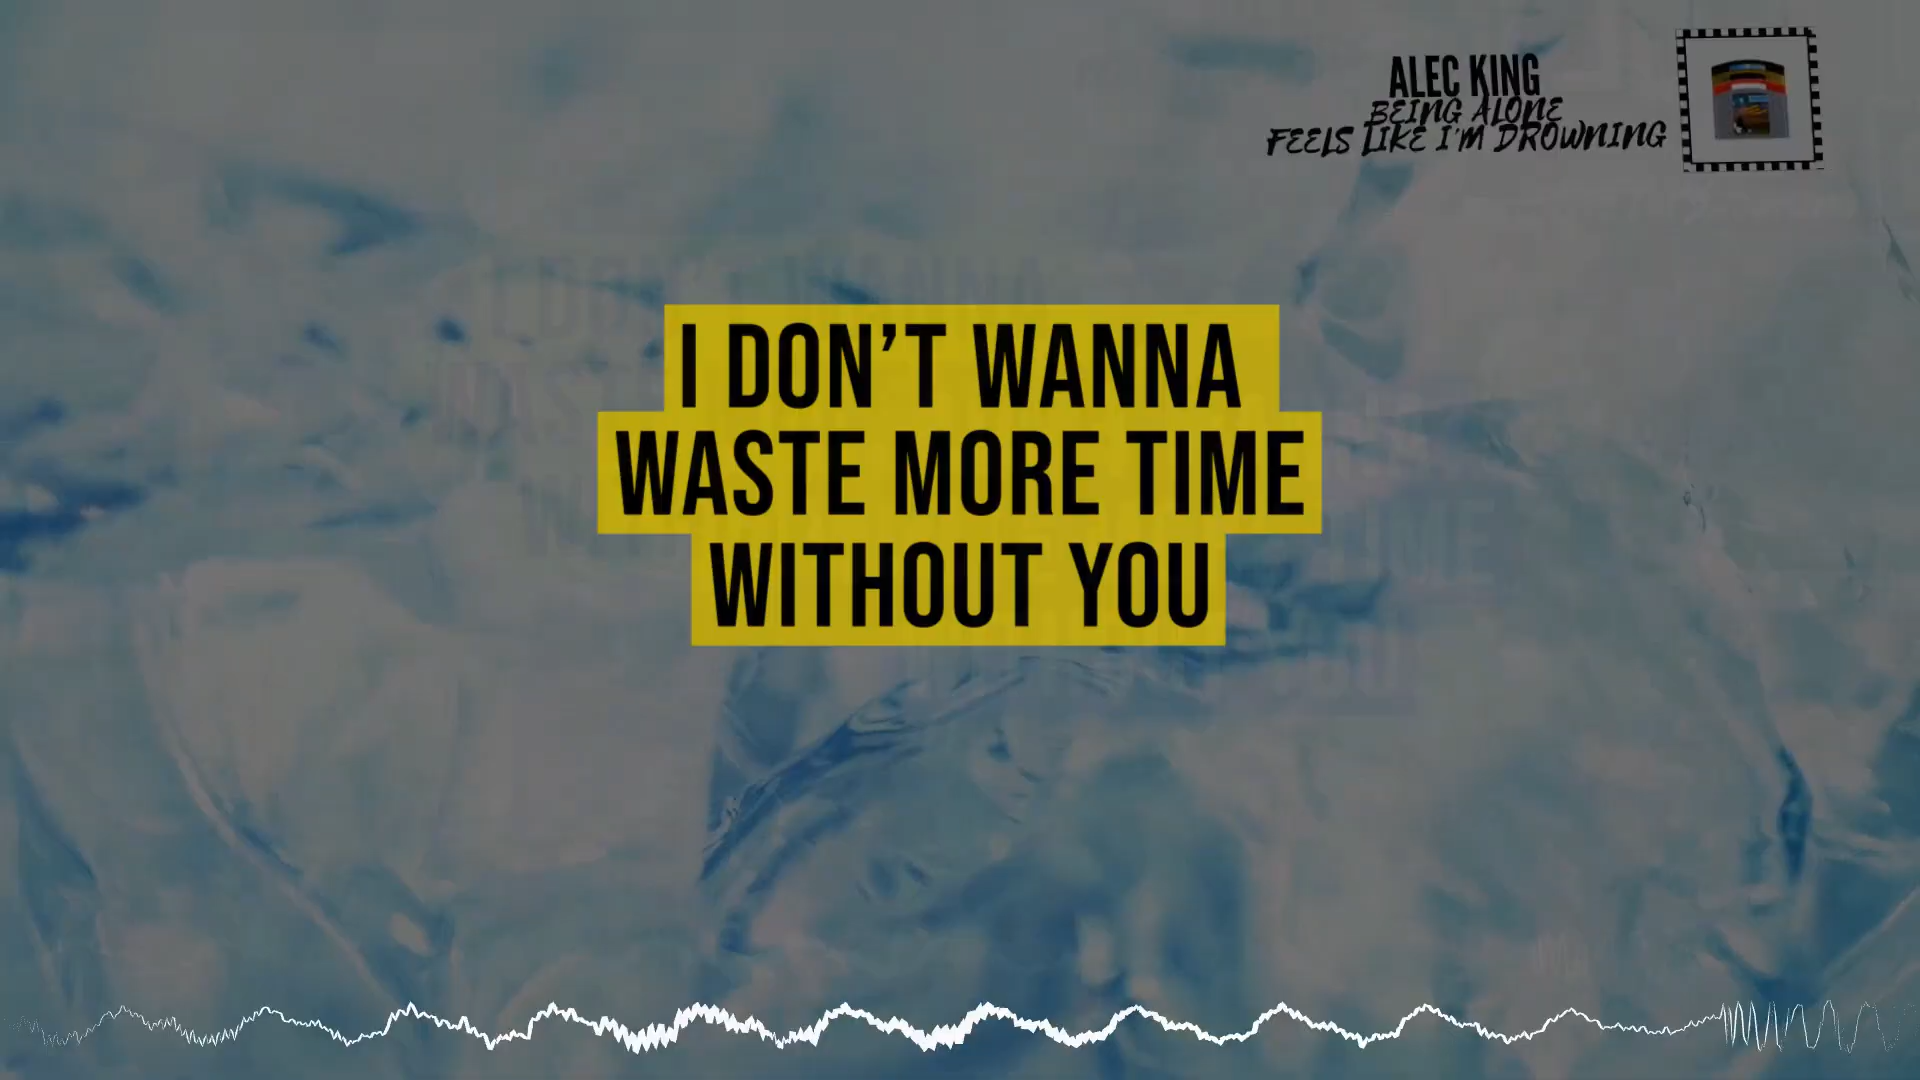 ALEC KING
BEING ALONE
FEELS LIKE I'M DROWNING
I DON'T WANNA
WASTE MORE TIME
WITHOUT YOU